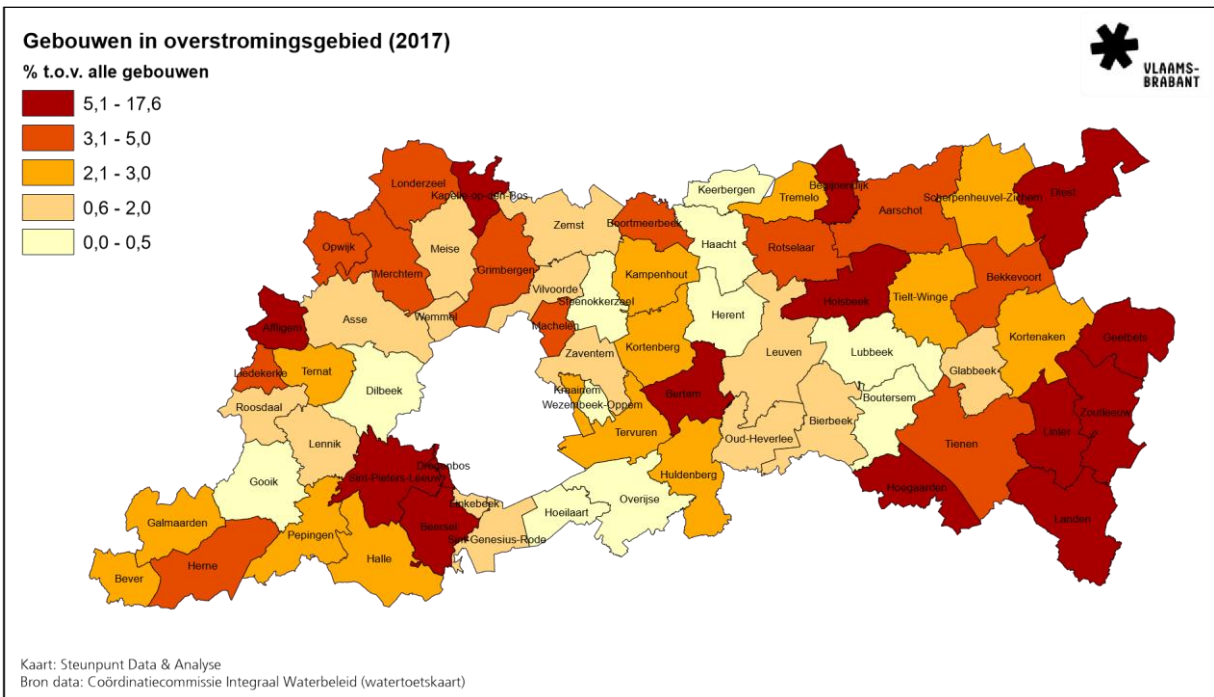 Gebouwen in overstromingsgebied (2017)
% t.o.v. alle gebouwen
5,1 - 17,6
3,1 - 5,0
2,1 - 3,0
0,6 - 2,0
0,0 - 0,5
VLAAMS-
BRABANT
Londerzeel
Kapelle-op-den-Bos
Keerbergen
Tremelo
Begijnendijk
Scherpenheuvel-Zichem
Diest
Aarschot
Zemst
Boortmeerbeek
Haacht
Rotselaar
Opwijk
Meise
Merchtem
Grimbergen
Kampenhout
Bekkevoort
Vilvoorde
Steenokkerzeel
Holsbeek
Tielt-Winge
Herent
Asse
Wemmel
Machelen
Affligem
Kortenaken
Geetbets
Kortenberg
Leuven
Lubbeek
Zaventem
Glabbeek
Liedekerke
Ternat
Dilbeek
Kraainem
Wezembeek-Oppem
Bertem
Boutersem
Roosdaal
Zoutleeuw
Bierbeek
Linter
Tervuren
Oud-Heverlee
Lennik
Tienen
Drogenbos
Sint-Pieters-Leeuw
Huldenberg
Gooik
Hoegaarden
Overijse
Linkebeek
Hoeilaart
Landen
Galmaarden
Beersel
Pepingen
Sint-Genesius-Rode
Halle
Herne
Bever
Kaart: Steunpunt Data & Analyse
Bron data: Coördinatiecommissie Integraal Waterbeleid (watertoetskaart)